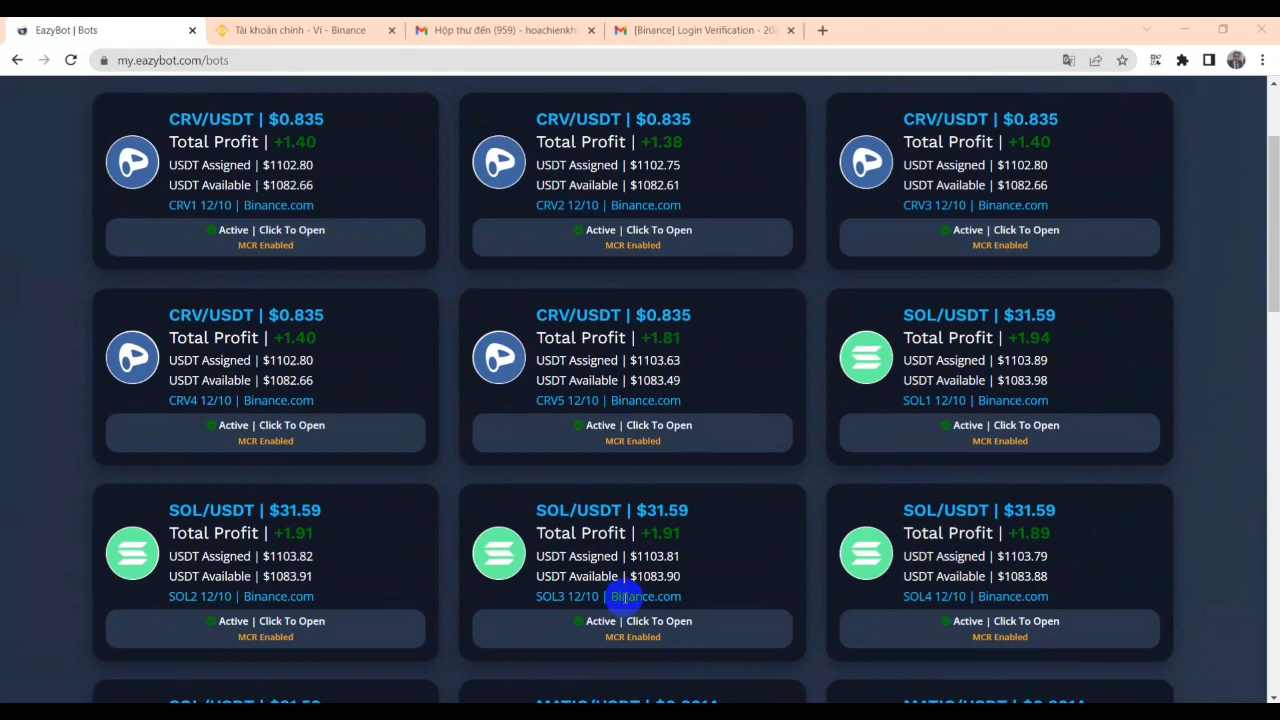 EazyBot | Bots
Tài khoản chính - Ví - Binance
Hộp thư đến (959) - hoachienkh
[Binance] Login Verification - 202
my.eazybot.com/bots
CRV/USDT | $0.835
Total Profit | +1.40
USDT Assigned | $1102.80
USDT Available | $1082.66
CRV1 12/10 | Binance.com
Active | Click To Open
MCR Enabled
CRV/USDT | $0.835
Total Profit | +1.38
USDT Assigned | $1102.75
USDT Available | $1082.61
CRV2 12/10 | Binance.com
Active | Click To Open
MCR Enabled
CRV/USDT | $0.835
Total Profit | +1.40
USDT Assigned | $1102.80
USDT Available | $1082.66
CRV3 12/10 | Binance.com
Active | Click To Open
MCR Enabled
CRV/USDT | $0.835
Total Profit | +1.40
USDT Assigned | $1102.80
USDT Available | $1082.66
CRV4 12/10 | Binance.com
Active | Click To Open
MCR Enabled
CRV/USDT | $0.835
Total Profit | +1.81
USDT Assigned | $1103.63
USDT Available | $1083.49
CRV5 12/10 | Binance.com
Active | Click To Open
MCR Enabled
SOL/USDT | $31.59
Total Profit | +1.94
USDT Assigned | $1103.89
USDT Available | $1083.98
SOL1 12/10 | Binance.com
Active | Click To Open
MCR Enabled
SOL/USDT | $31.59
Total Profit | +1.91
USDT Assigned | $1103.82
USDT Available | $1083.91
SOL2 12/10 | Binance.com
Active | Click To Open
MCR Enabled
SOL/USDT | $31.59
Total Profit | +1.91
USDT Assigned | $1103.81
USDT Available | $1083.90
SOL3 12/10 | Binance.com
Active | Click To Open
MCR Enabled
SOL/USDT | $31.59
Total Profit | +1.89
USDT Assigned | $1103.79
USDT Available | $1083.88
SOL4 12/10 | Binance.com
Active | Click To Open
MCR Enabled